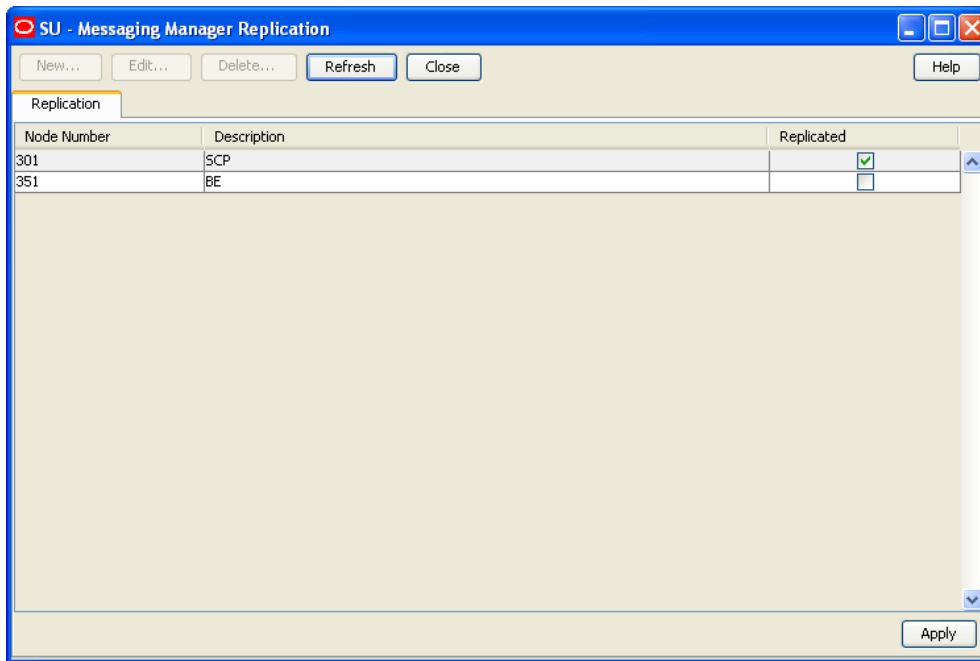 SU - Messaging Manager Replication
New... Edit... Delete... Refresh Close Help
Replication
Node Number Description Replicated
301 SCP
351 BE
Apply